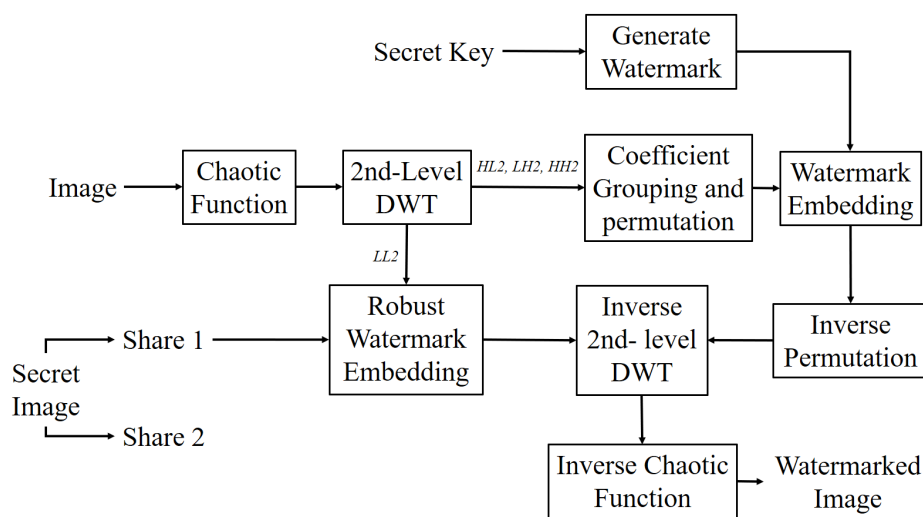 Secret Key
Generate
Watermark
Image
Chaotic
Function
2nd-Level
DWT
HL2, LH2, HH2
Coefficient
Grouping and
permutation
Watermark
Embedding
LL2
Share 1
Robust
Watermark
Embedding
Inverse
2nd- level
DWT
Inverse
Permutation
Secret
Image
Share 2
Inverse Chaotic
Function
Watermarked
Image